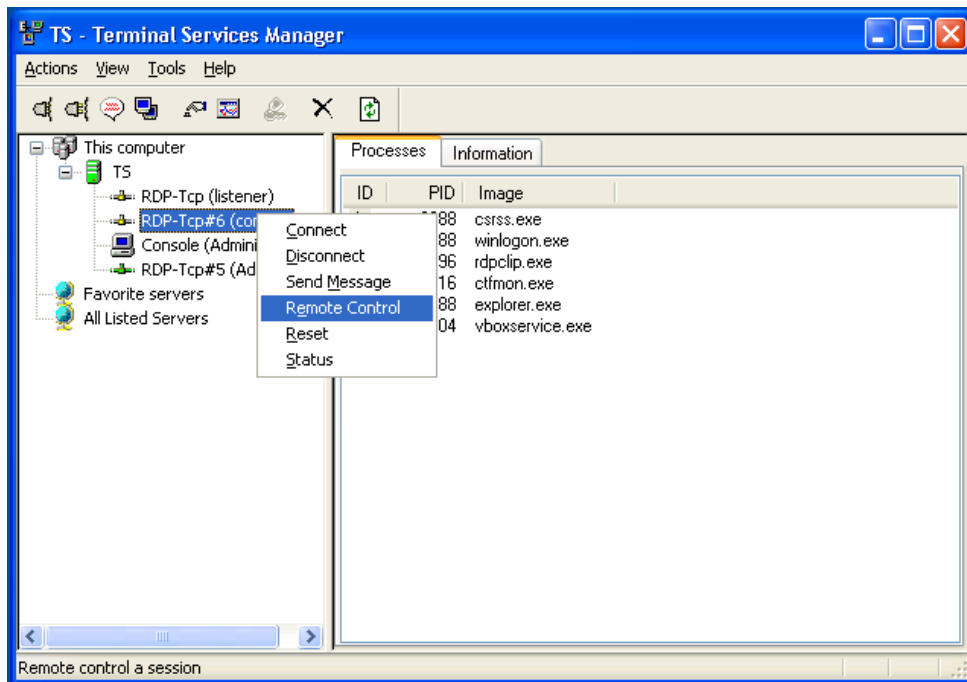 TS - Terminal Services Manager
Actions View Tools Help
This computer
TS
RDP-Tcp (listener)
RDP-Tcp#6
Console
RDP-Tcp#5
Favorite servers
All Listed Servers
Connect
Disconnect
Send Message
Remote Control
Reset
Status
Processes Information
ID PID Image
88 csrss.exe
88 winlogon.exe
96 rdpclip.exe
16 ctfmon.exe
88 explorer.exe
04 vboxservice.exe
Remote control a session